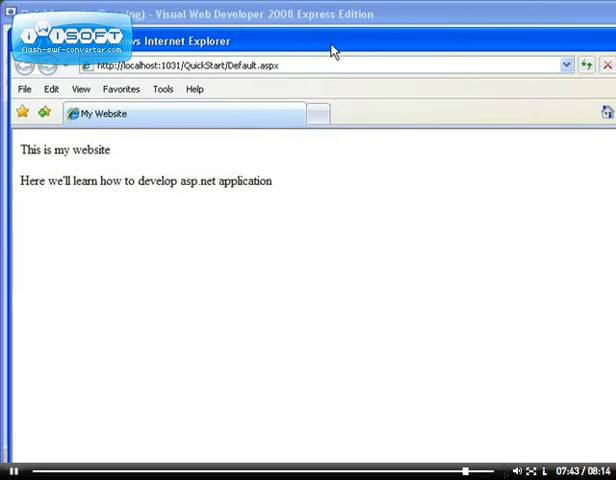 ) - Visual Web Developer 2008 Express Edition
iWiSOFT
flash-swf-converter.com
ows Internet Explorer
http://localhost:1031/QuickStart/Default.aspx
File Edit View Favorites Tools Help
My Website
This is my website
Here we'll learn how to develop asp.net application
07:43 / 08:14